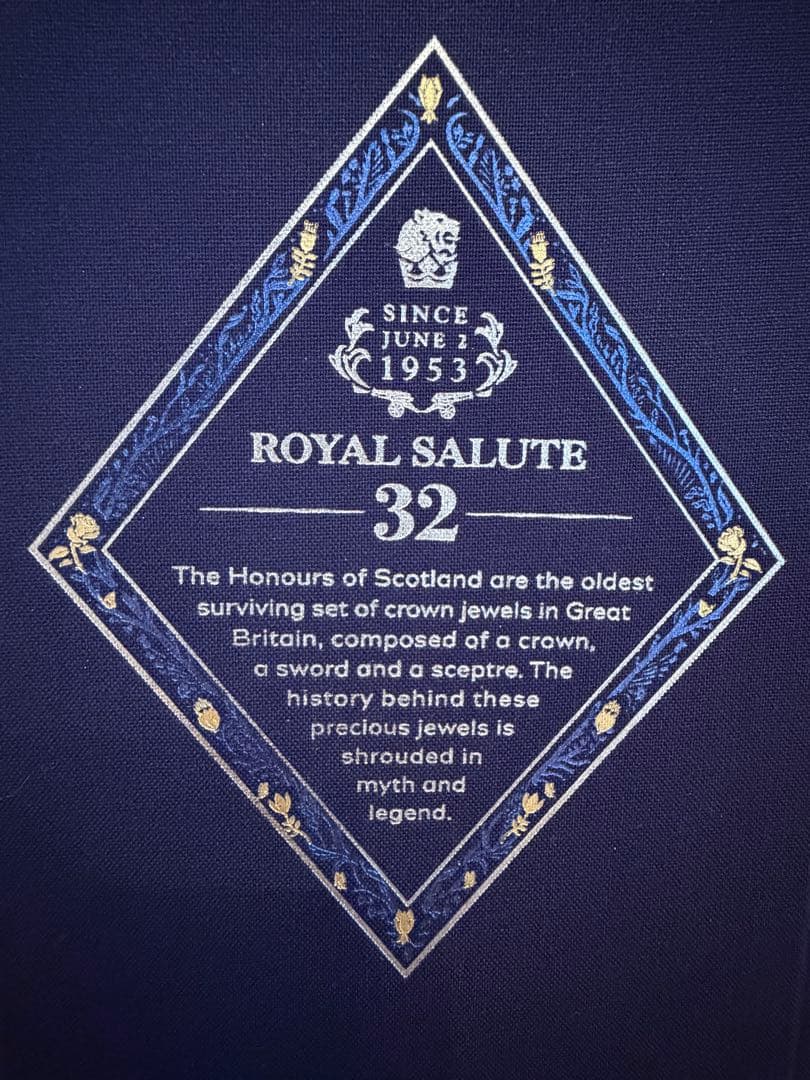 SINCE
JUNE 2
1953
ROYAL SALUTE
32
The Honours of Scotland are the oldest
surviving set of crown jewels in Great
Britain, composed of a crown,
a sword and a sceptre. The
history behind these
precious jewels is
shrouded in
myth and
legend.